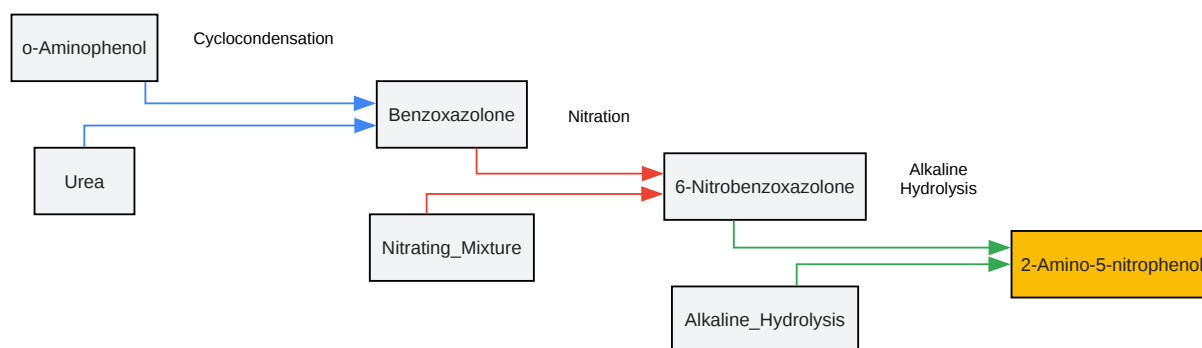 o-Aminophenol
Cyclocondensation
Urea
Benzoxazolone
Nitration
Nitrating_Mixture
6-Nitrobenzoxazolone
Alkaline
Hydrolysis
Alkaline_Hydrolysis
2-Amino-5-nitrophenol